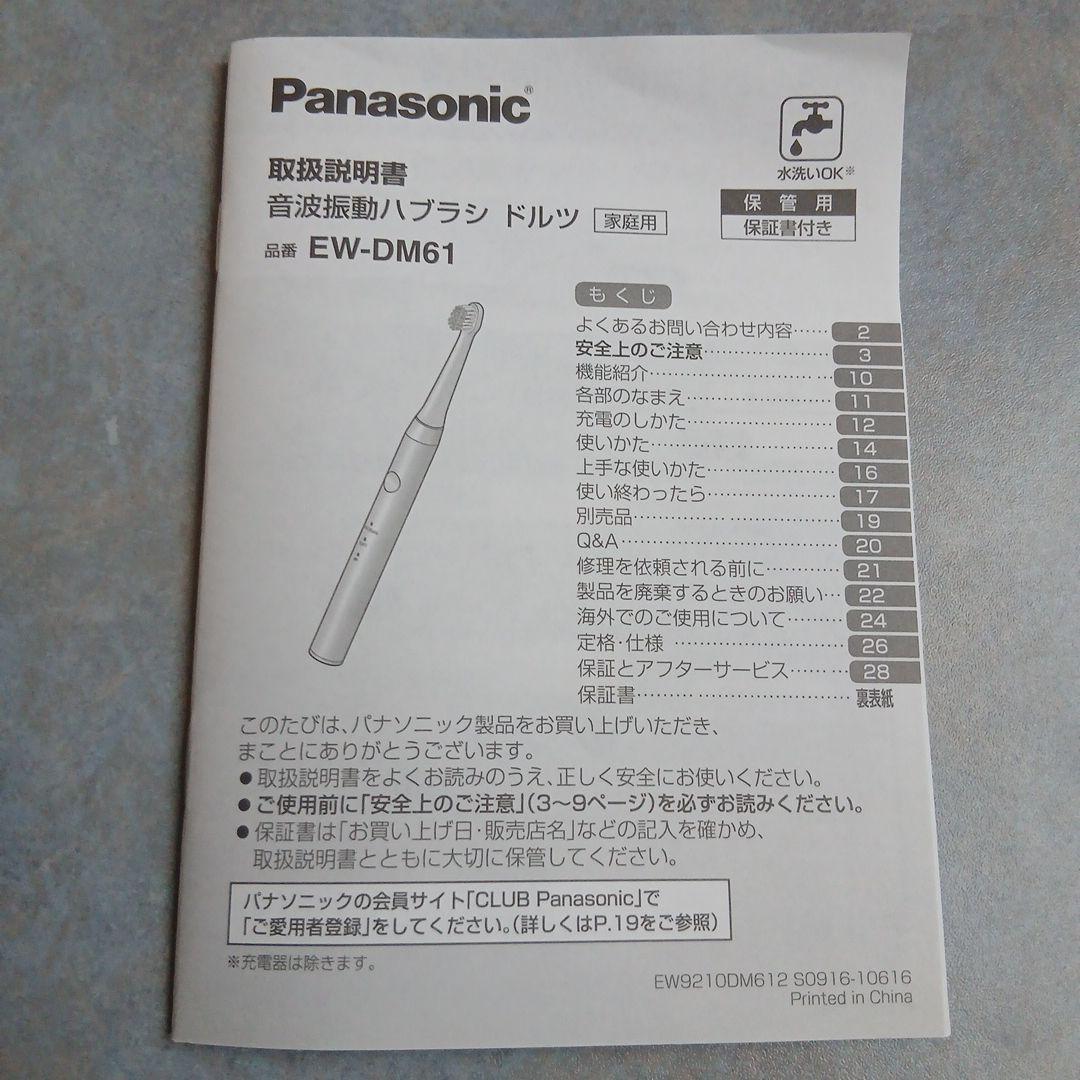 Panasonic®
水洗いOK※
取扱説明書
音波振動ハブラシ ドルツ 家庭用
保管用
保証書付き
品番 EW-DM61
もくじ
よくあるお問い合わせ内容…… 2
安全上のご注意………………… 3
機能紹介………………………… 10
各部のなまえ…………………… 11
充電のしかた…………………… 12
使いかた………………………… 14
上手な使いかた………………… 16
使い終わったら………………… 17
別売品…………………………… 19
Q&A……………………………… 20
修理を依頼される前に………… 21
製品を廃棄するときのお願い… 22
海外でのご使用について……… 24
定格・仕様 …………………… 26
保証とアフターサービス……… 28
保証書…………………………… 裏表紙
このたびは、パナソニック製品をお買い上げいただき、
まことにありがとうございます。
●取扱説明書をよくお読みのうえ、正しく安全にお使いください。
●ご使用前に「安全上のご注意」(3〜9ページ)を必ずお読みください。
●保証書は「お買い上げ日・販売店名」などの記入を確かめ、
取扱説明書とともに大切に保管してください。
パナソニックの会員サイト「CLUB Panasonic」で
「ご愛用者登録」をしてください。(詳しくはP.19をご参照)
※充電器は除きます。
EW9210DM612 S0916-10616
Printed in China